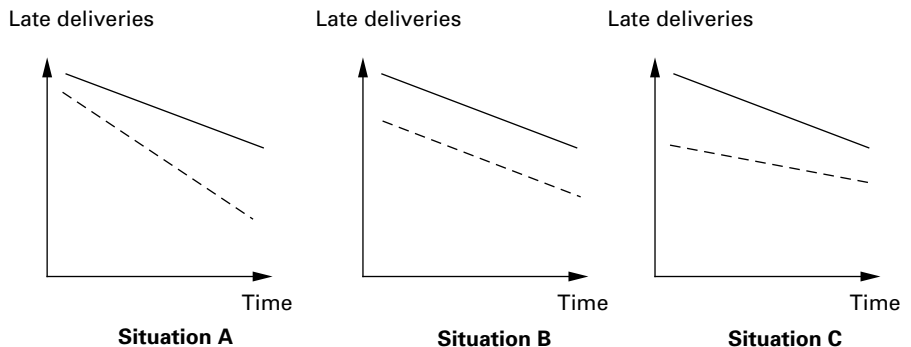 Late deliveries
Late deliveries
Late deliveries
Time
Time
Time
Situation A
Situation B
Situation C